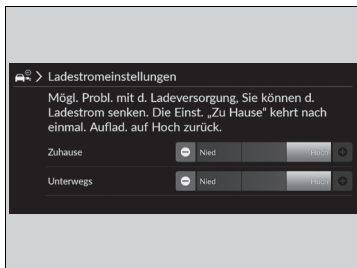 > Ladestromeinstellungen
Mögl. Probl. mit d. Ladeversorgung, Sie können d.
Ladestrom senken. Die Einst. „Zu Hause“ kehrt nach
einmal. Auflad. auf Hoch zurück.
Zuhause Nied Hoch
Unterwegs Nied Hoch